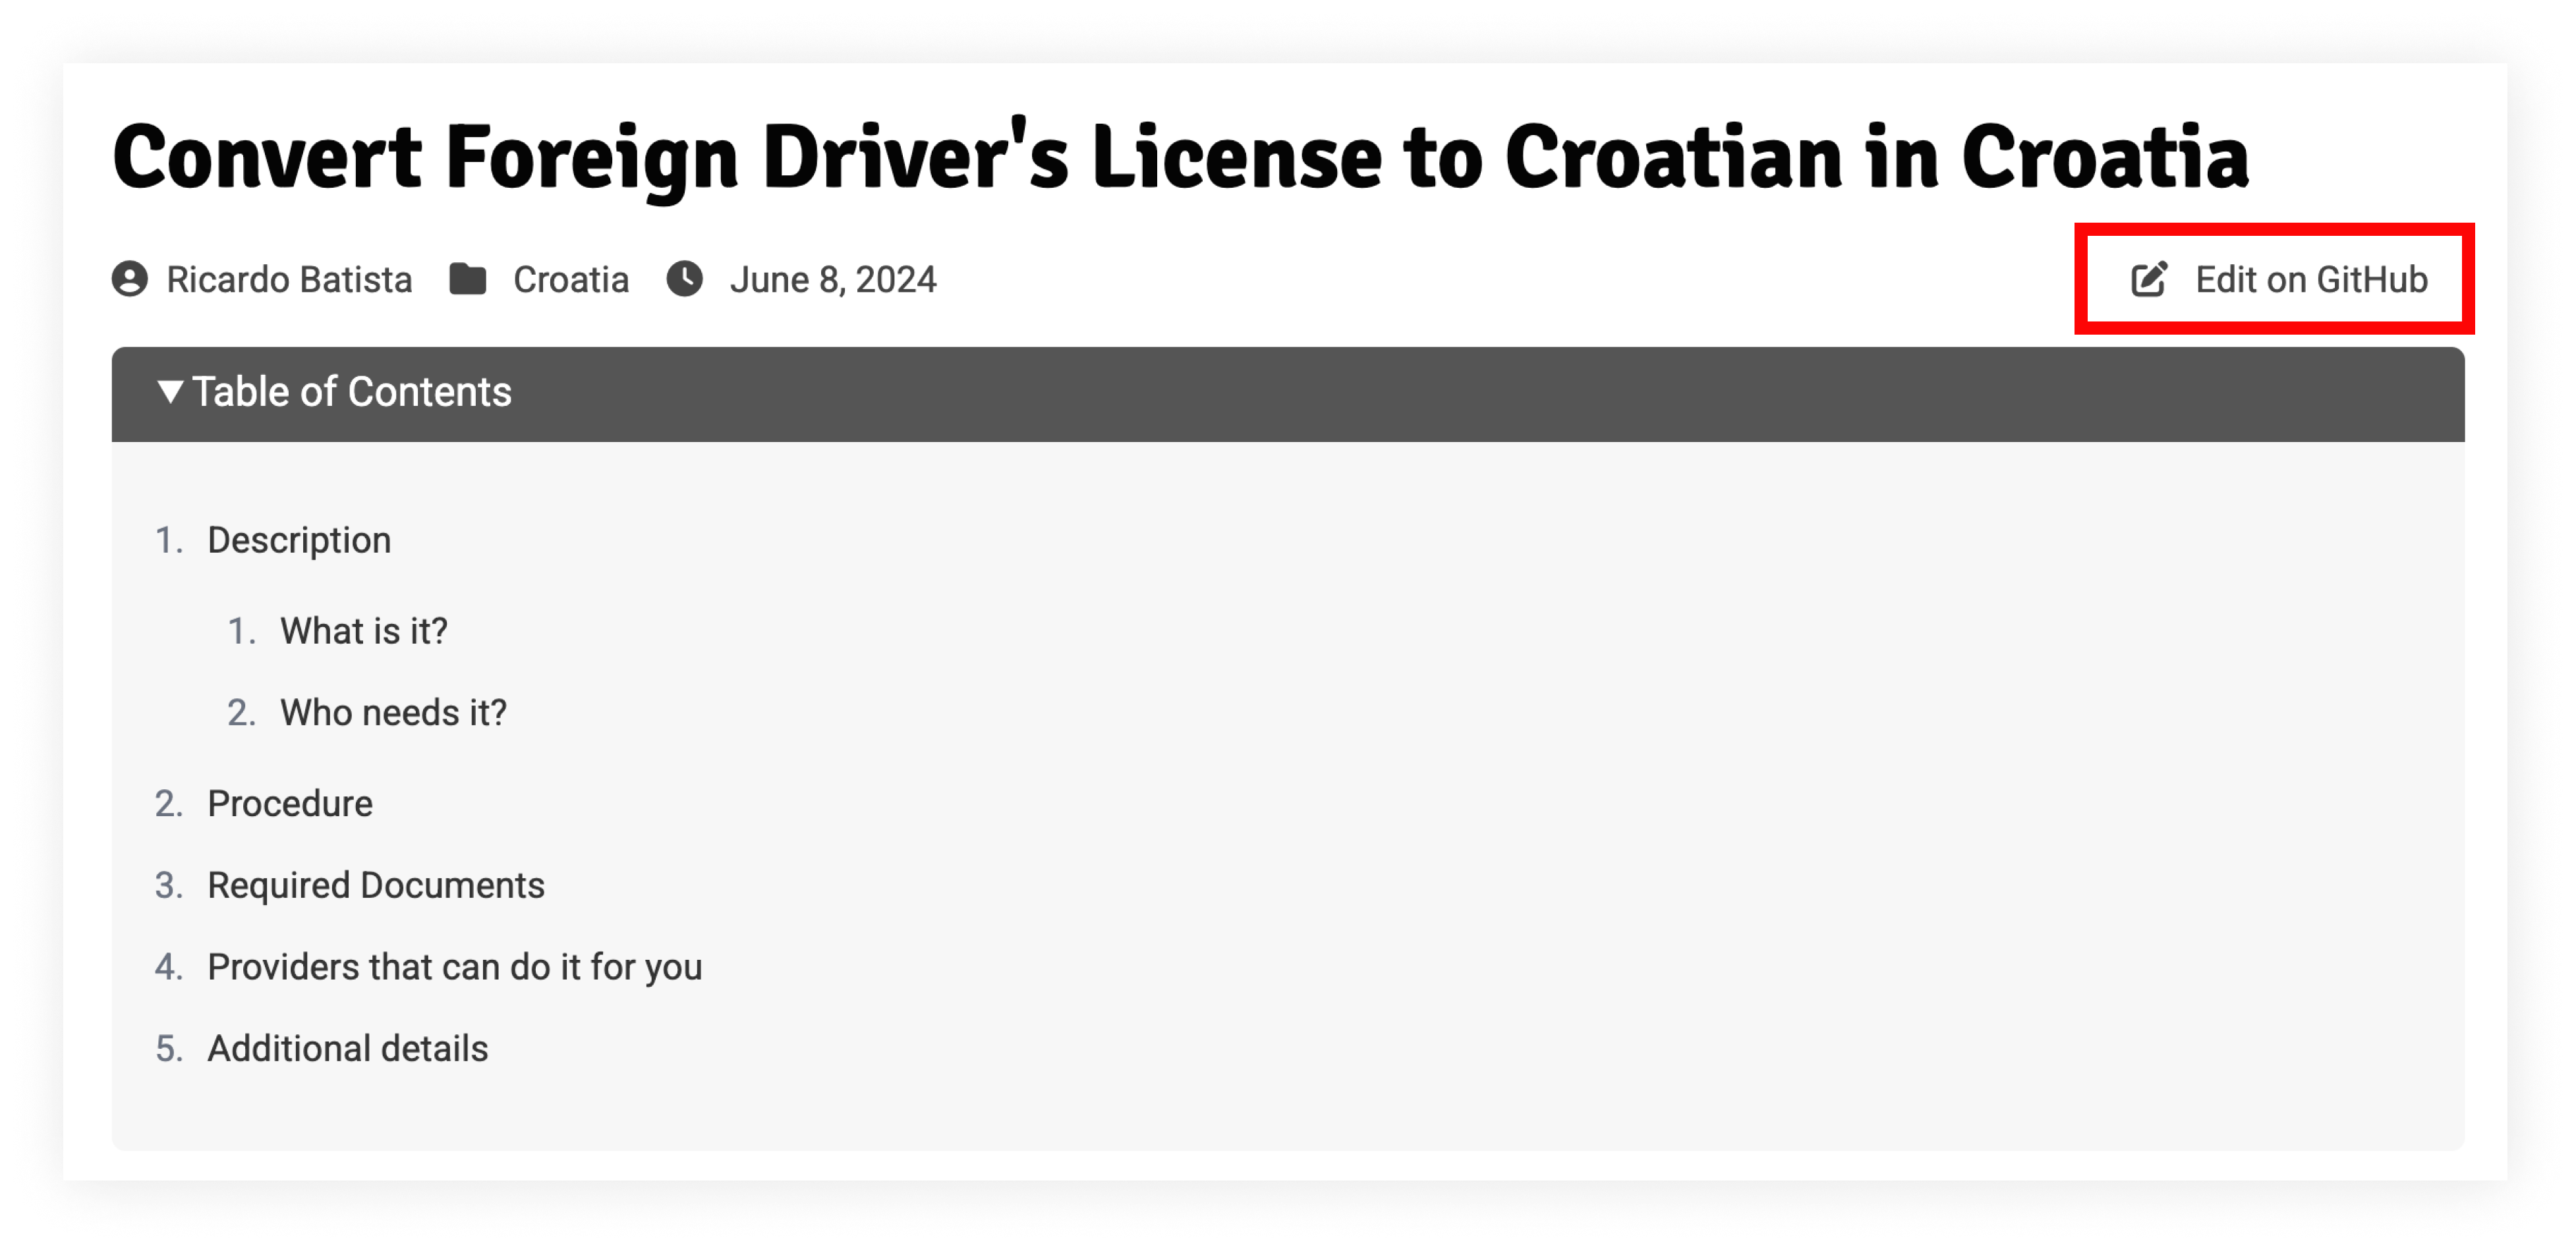 Convert Foreign Driver's License to Croatian in Croatia
Ricardo Batista Croatia June 8, 2024 Edit on GitHub
▼ Table of Contents
1. Description
1. What is it?
2. Who needs it?
2. Procedure
3. Required Documents
4. Providers that can do it for you
5. Additional details